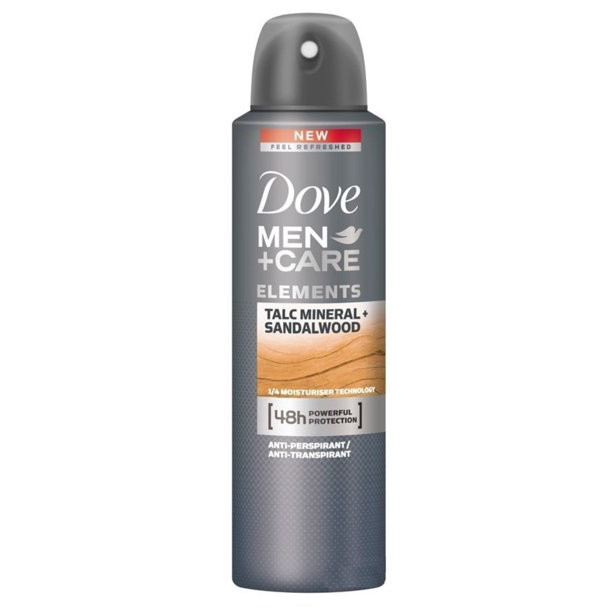 NEW
FEEL REFRESHED
Dove
MEN
+CARE
ELEMENTS
TALC MINERAL+
SANDALWOOD
1/4 MOISTURISER TECHNOLOGY
[48h POWERFUL
PROTECTION]
ANTI-PERSPIRANT/
ANTI-TRANSPIRANT